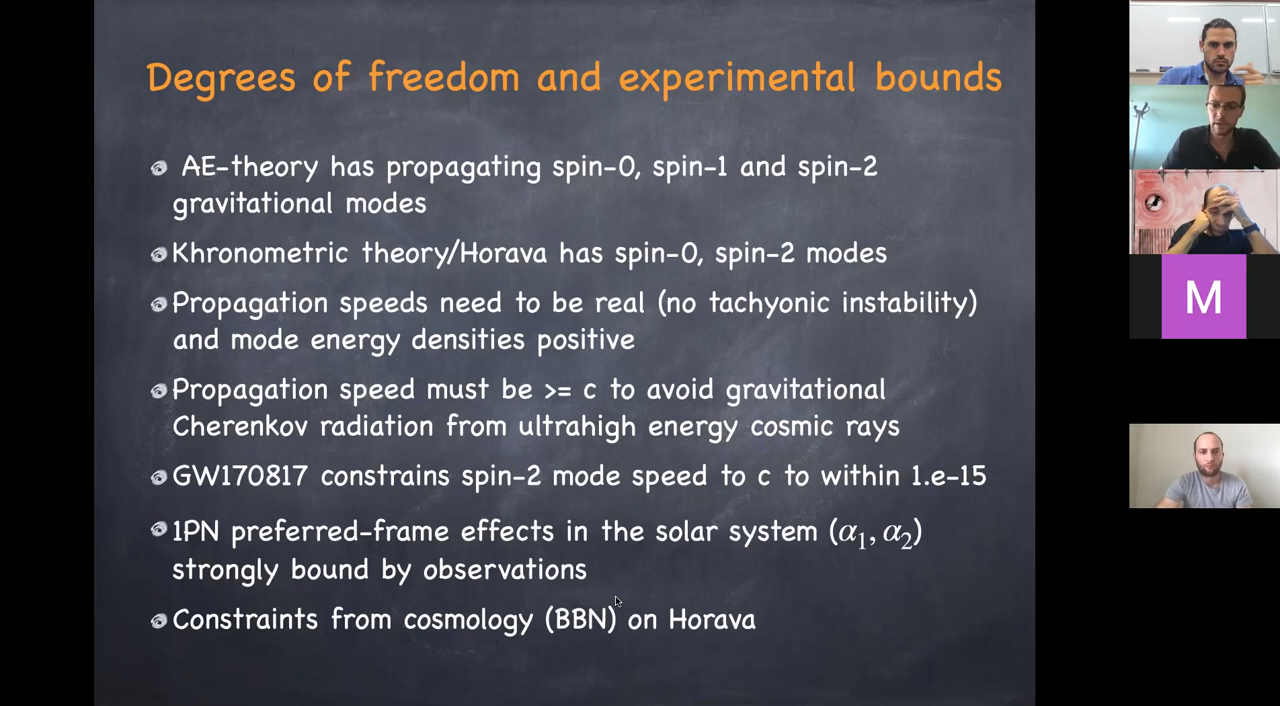 Degrees of freedom and experimental bounds
AE-theory has propagating spin-0, spin-1 and spin-2
gravitational modes
Khronometric theory/Horava has spin-0, spin-2 modes
Propagation speeds need to be real (no tachyonic instability)
and mode energy densities positive
Propagation speed must be >= c to avoid gravitational
Cherenkov radiation from ultrahigh energy cosmic rays
GW170817 constrains spin-2 mode speed to c to within 1.e-15
1PN preferred-frame effects in the solar system (α₁, α₂)
strongly bound by observations
Constraints from cosmology (BBN) on Horava
M